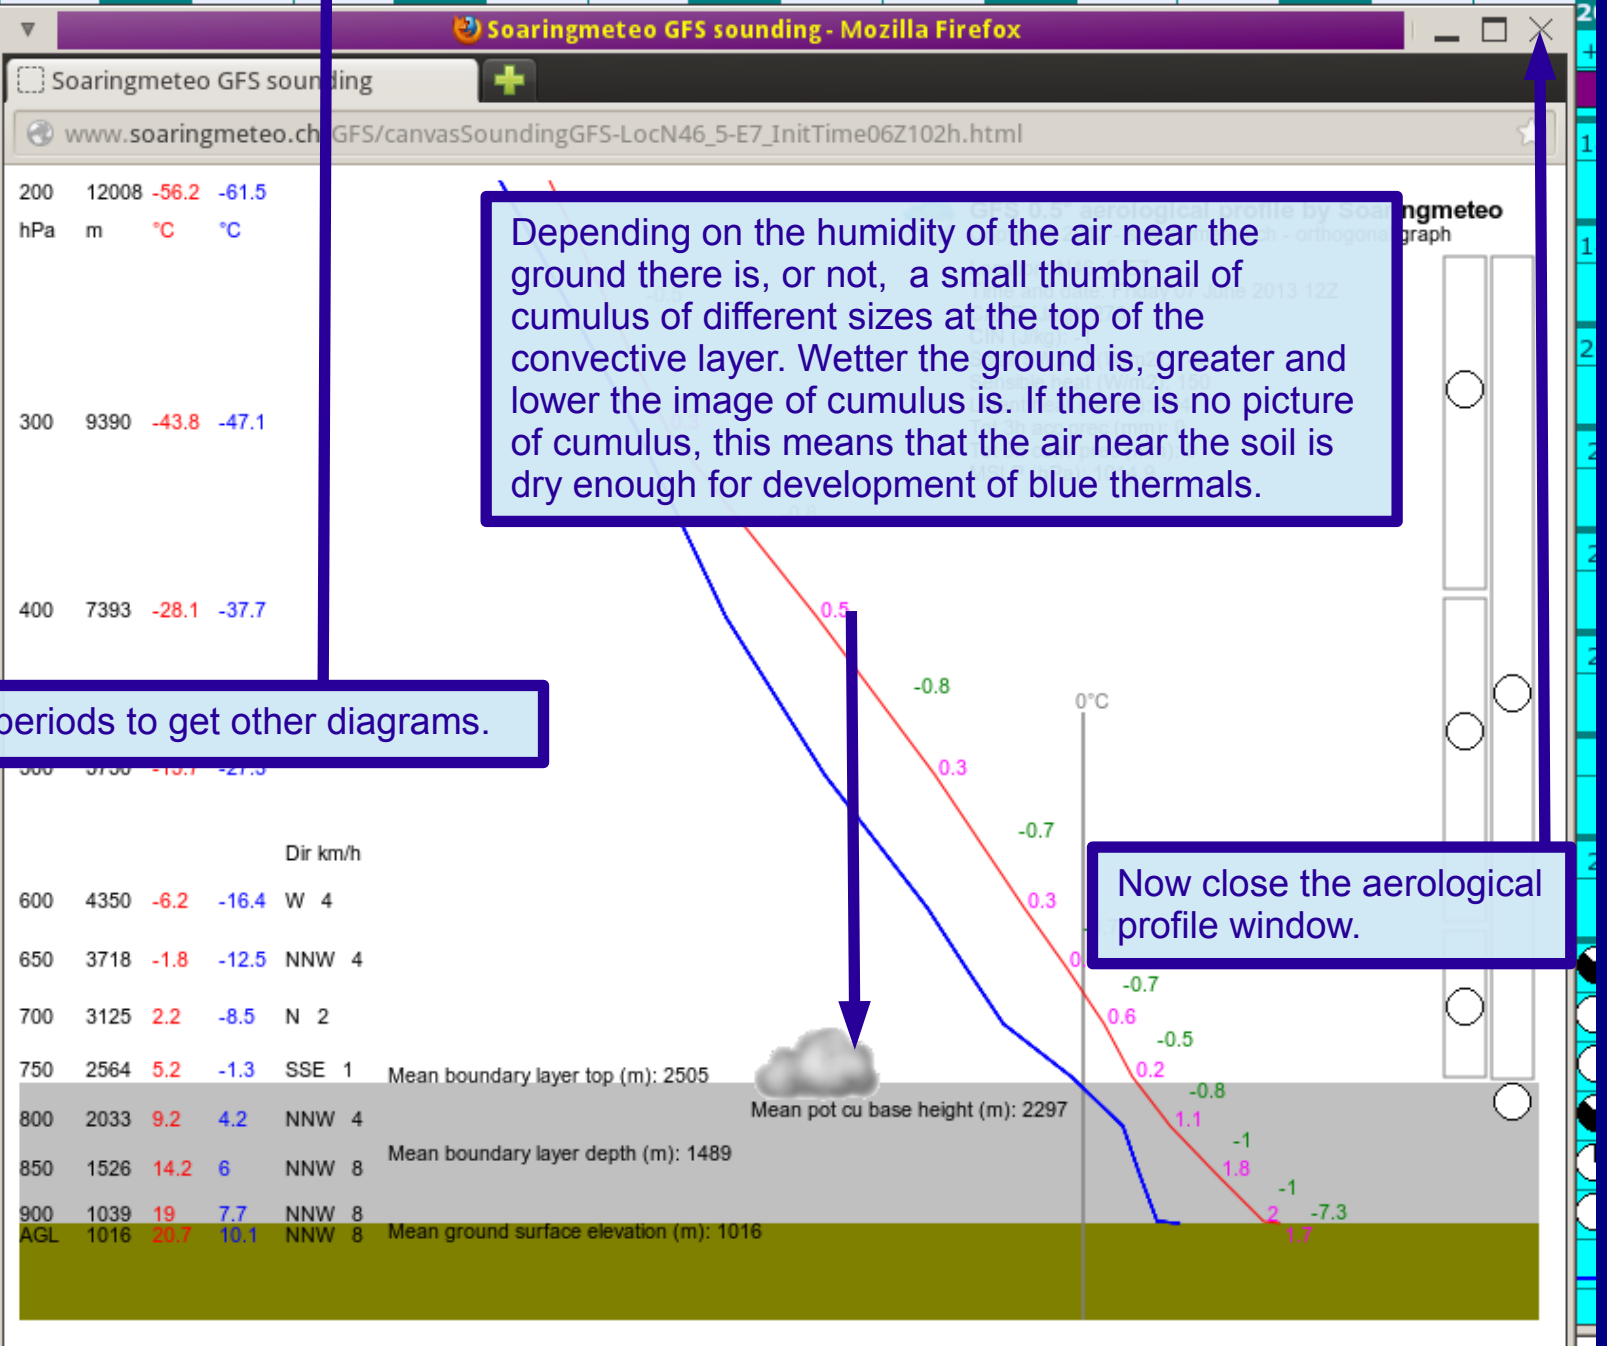 Soaringmeteo GFS sounding - Mozilla Firefox
Soaringmeteo GFS sounding
www.soaringmeteo.ch/GFS/canvasSoundingGFS-LocN46_5-E7_InitTime06Z102h.html
200 12008 -56.2 -61.5
hPa m °C °C
GFS 0.5° aerological profile by Soaringmeteo
Depending on the humidity of the air near the
ground there is, or not, a small thumbnail of
cumulus of different sizes at the top of the
convective layer. Wetter the ground is, greater and
lower the image of cumulus is. If there is no picture
of cumulus, this means that the air near the soil is
dry enough for development of blue thermals.
300 9390 -43.8 -47.1
400 7393 -28.1 -37.7
0.5
-0.8
0°C
periods to get other diagrams.
0.3
-0.7
Dir km/h
Now close the aerological
profile window.
600 4350 -6.2 -16.4 W 4
0.3
650 3718 -1.8 -12.5 NNW 4
-0.7
700 3125 2.2 -8.5 N 2
0.6
-0.5
750 2564 5.2 -1.3 SSE 1
Mean boundary layer top (m): 2505
0.2
-0.8
Mean pot cu base height (m): 2297
800 2033 9.2 4.2 NNW 4
1.1
-1
Mean boundary layer depth (m): 1489
850 1526 14.2 6 NNW 8
1.8
-1
900 1039 19 7.7 NNW 8
2 -7.3
AGL 1016 20.7 10.1 NNW 8
Mean ground surface elevation (m): 1016
1.7